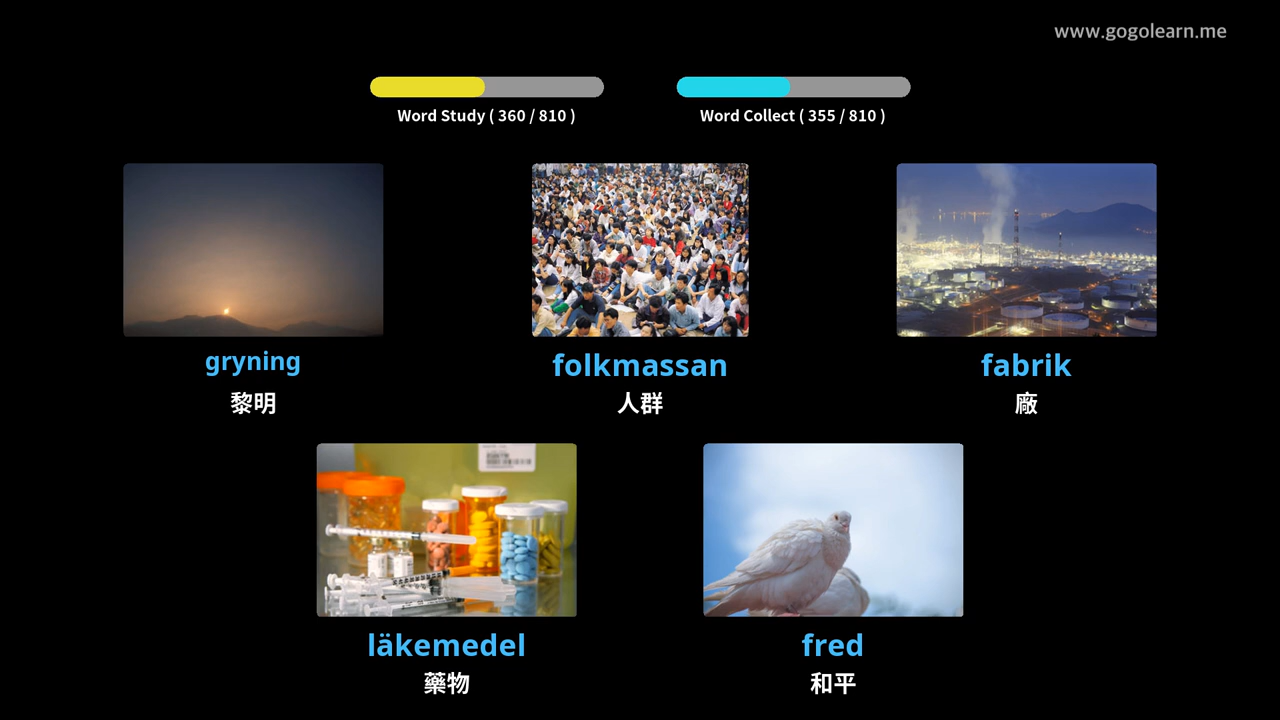 www.gogolearn.me
Word Study ( 360 / 810 )
Word Collect ( 355 / 810 )
gryning
黎明
folkmassan
人群
fabrik
廠
läkemedel
藥物
fred
和平